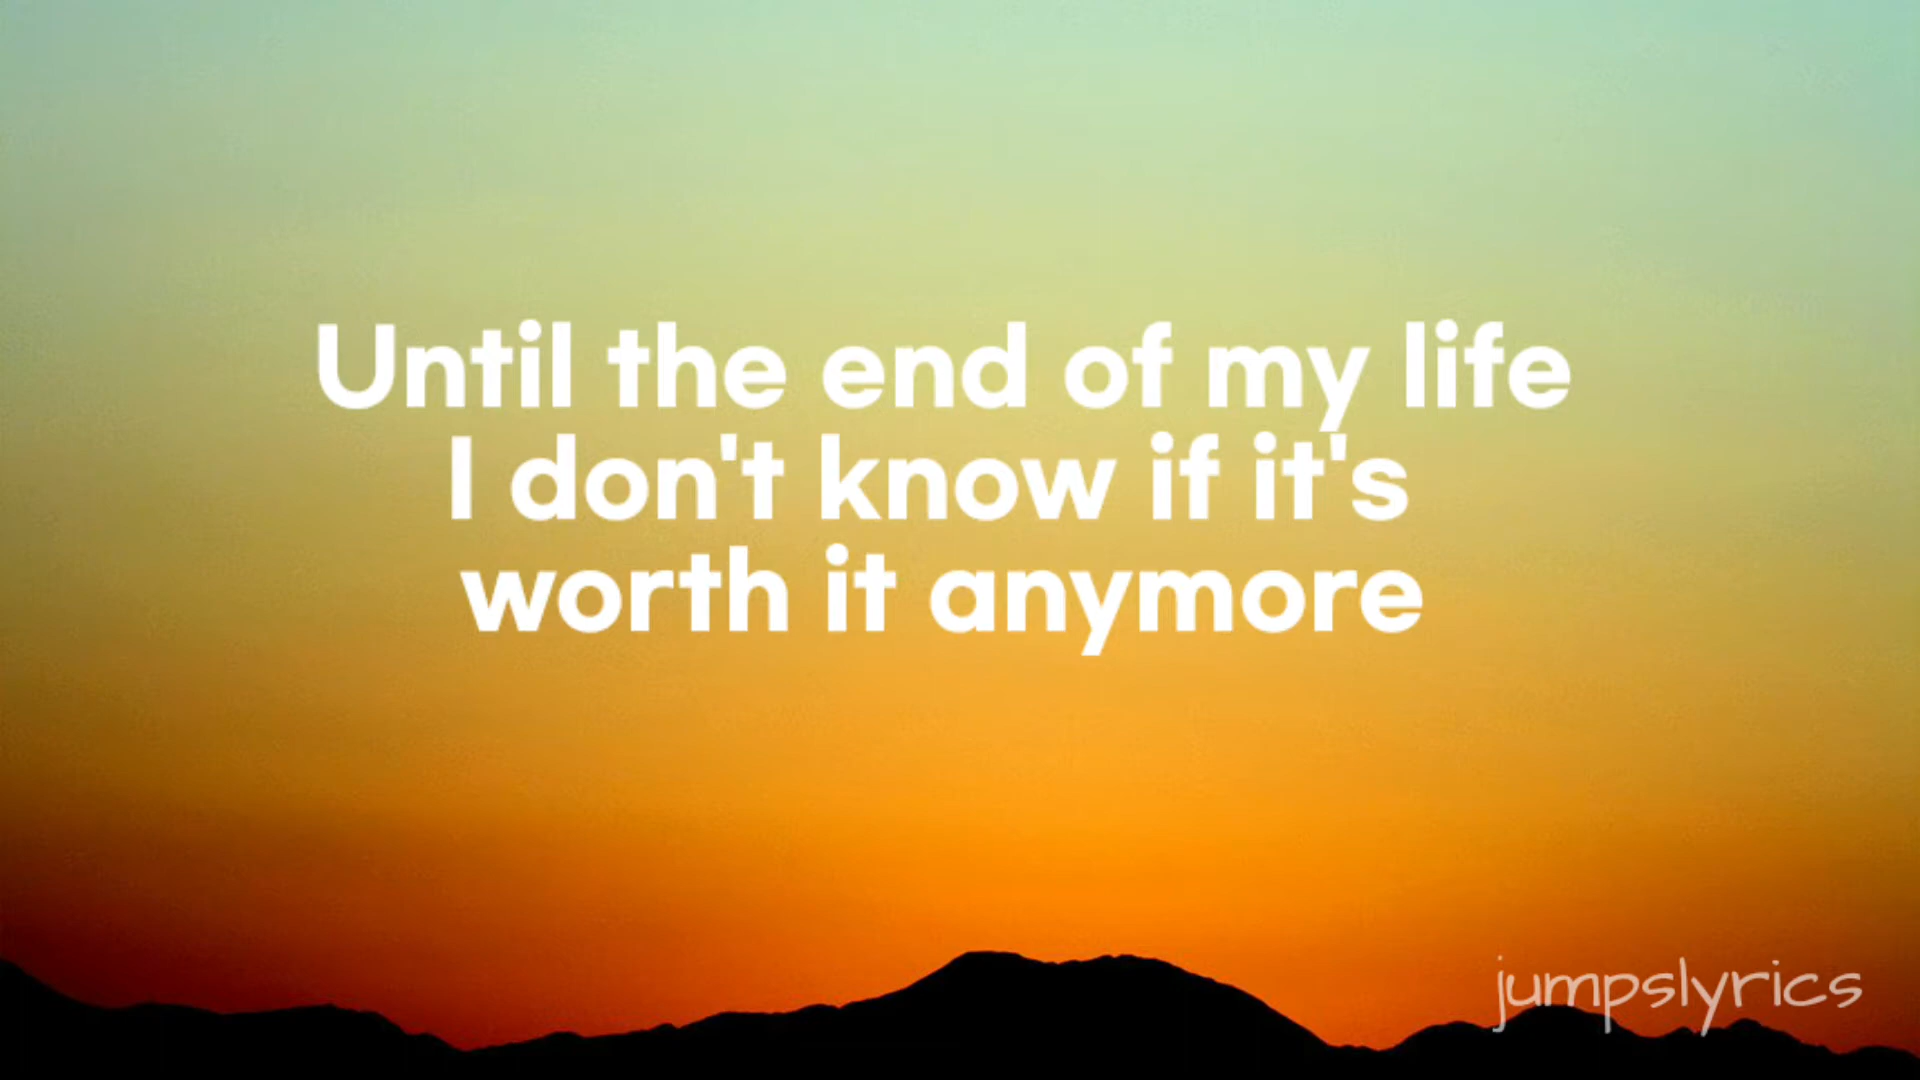 Until the end of my life
I don't know if it's
worth it anymore
jumpslyrics